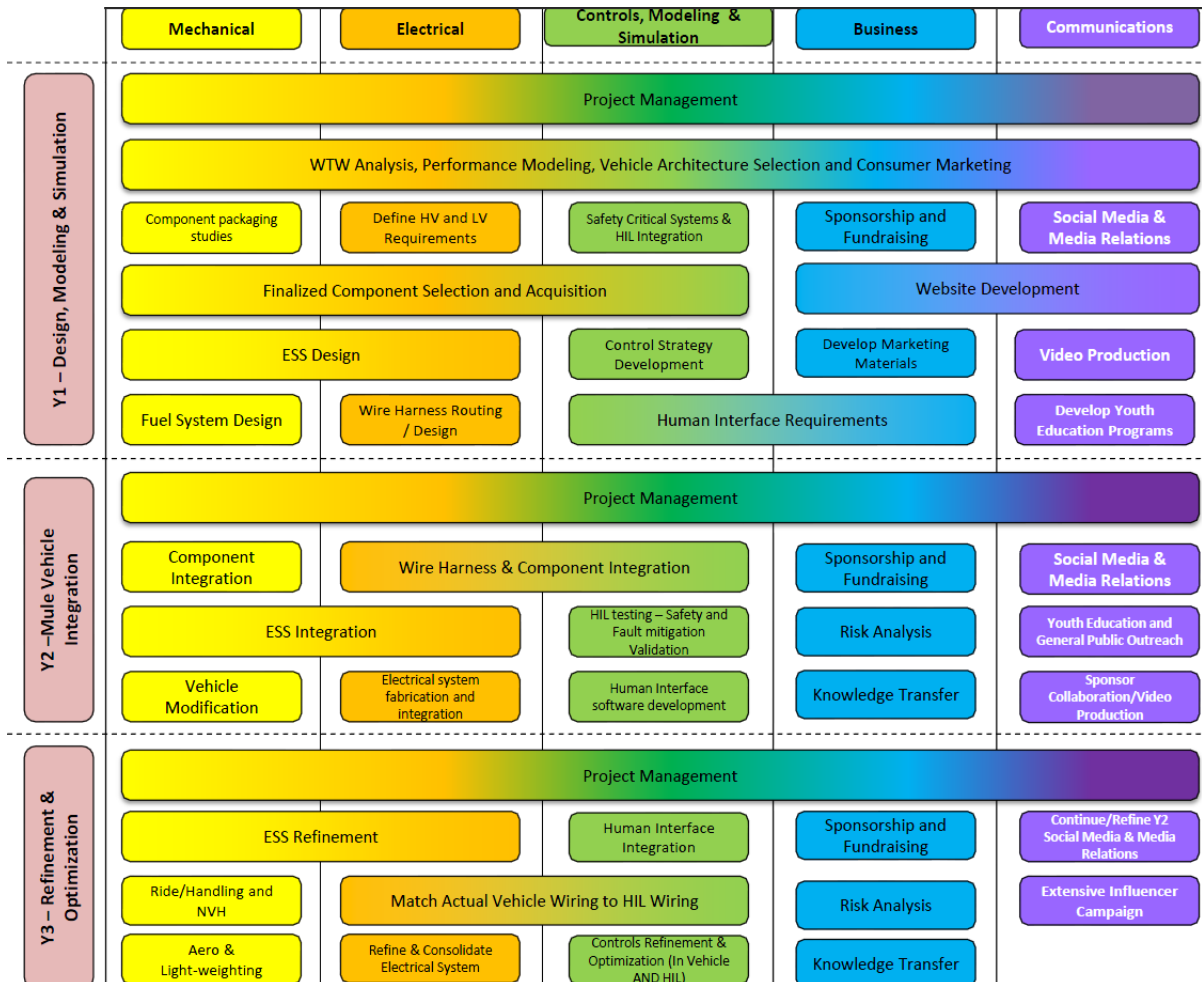 Mechanical
Electrical
Controls, Modeling &
Simulation
Business
Communications
Y1 – Design, Modeling & Simulation
Project Management
WTW Analysis, Performance Modeling, Vehicle Architecture Selection and Consumer Marketing
Component packaging
studies
Define HV and LV
Requirements
Safety Critical Systems &
HIL Integration
Sponsorship and
Fundraising
Social Media &
Media Relations
Finalized Component Selection and Acquisition
Website Development
ESS Design
Control Strategy
Development
Develop Marketing
Materials
Video Production
Fuel System Design
Wire Harness Routing
/ Design
Human Interface Requirements
Develop Youth
Education Programs
Y2 –Mule Vehicle
Integration
Project Management
Component
Integration
Wire Harness & Component Integration
Sponsorship and
Fundraising
Social Media &
Media Relations
ESS Integration
HIL testing – Safety and
Fault mitigation
Validation
Risk Analysis
Youth Education and
General Public Outreach
Vehicle
Modification
Electrical system
fabrication and
integration
Human Interface
software development
Knowledge Transfer
Sponsor
Collaboration/Video
Production
Y3 – Refinement &
Optimization
Project Management
ESS Refinement
Human Interface
Integration
Sponsorship and
Fundraising
Continue/Refine Y2
Social Media & Media
Relations
Ride/Handling and
NVH
Match Actual Vehicle Wiring to HIL Wiring
Risk Analysis
Extensive Influencer
Campaign
Aero &
Light-weighting
Refine & Consolidate
Electrical System
Controls Refinement &
Optimization (In Vehicle
AND HIL)
Knowledge Transfer